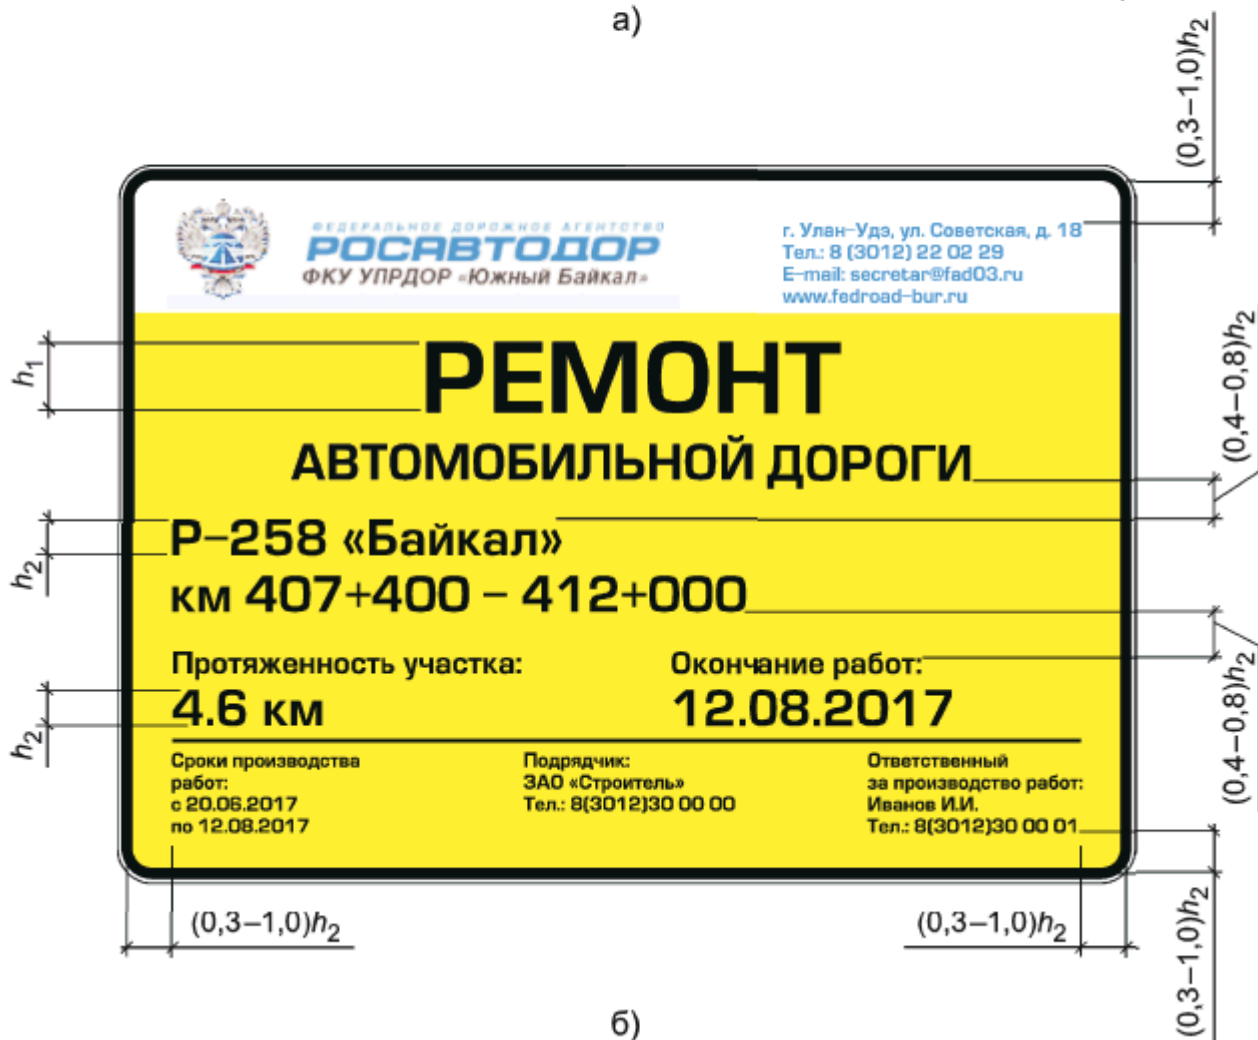 а)
(0,3–1,0)h2
ФЕДЕРАЛЬНОЕ ДОРОЖНОЕ АГЕНТСТВО
РОСАВТОДОР
ФКУ УПРДОР «Южный Байкал»
г. Улан-Удэ, ул. Советская, д. 18
Тел.: 8 (3012) 22 02 29
E-mail: secretar@fad03.ru
www.fedroad-bur.ru
h1
РЕМОНТ
(0,4–0,8)h2
АВТОМОБИЛЬНОЙ ДОРОГИ
h2
Р-258 «Байкал»
км 407+400 – 412+000
(0,4–0,8)h2
Протяженность участка:
4.6 км
Окончание работ:
12.08.2017
h2
Сроки производства
работ:
с 20.06.2017
по 12.08.2017
Подрядчик:
ЗАО «Строитель»
Тел.: 8(3012)30 00 00
Ответственный
за производство работ:
Иванов И.И.
Тел.: 8(3012)30 00 01
(0,3–1,0)h2
(0,3–1,0)h2
(0,3–1,0)h2
б)